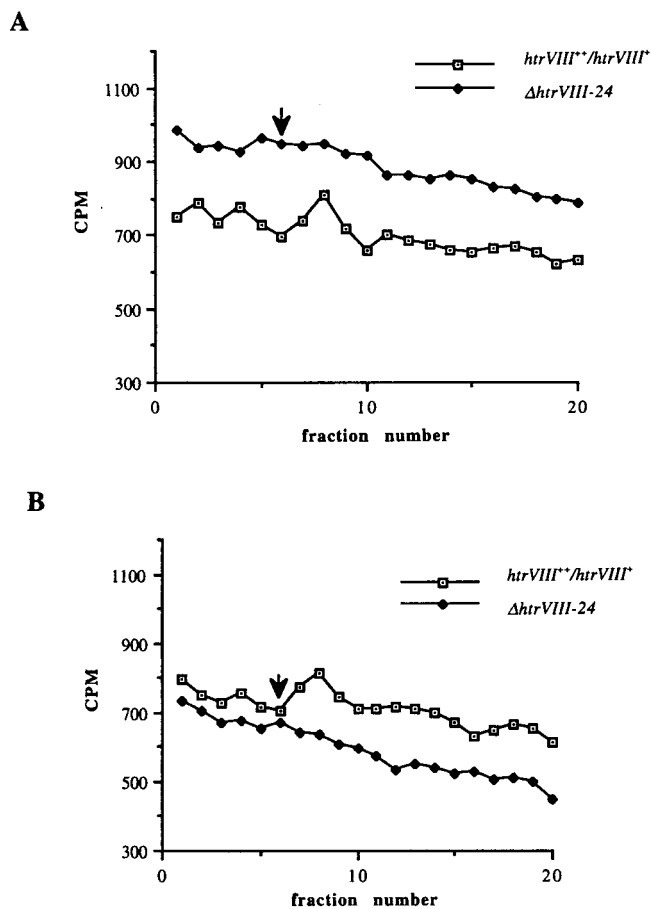 A
htrVIII⁺⁺/htrVIII⁺
ΔhtrVIII-24
1100
900
700
500
300
CPM
0
10
20
fraction number
B
htrVIII⁺⁺/htrVIII⁺
ΔhtrVIII-24
1100
900
700
500
300
CPM
0
10
20
fraction number